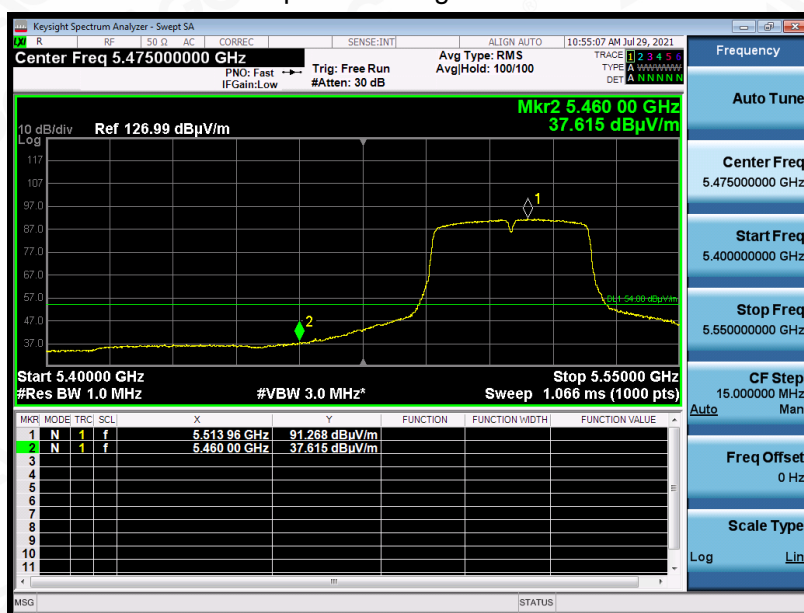 Keysight Spectrum Analyzer - Swept SA
LXI R RF 50 Ω AC CORREC SENSE:INT ALIGN AUTO 10:55:07 AM Jul 29, 2021
Center Freq 5.475000000 GHz
PNO: Fast
IFGain:Low
Trig: Free Run
#Atten: 30 dB
Avg Type: RMS
Avg|Hold: 100/100
TRACE 1 2 3 4 5 6
TYPE A WWWWW
DET A N N N N N
Mkr2 5.460 00 GHz
37.615 dBµV/m
10 dB/div Ref 126.99 dBµV/m
Log
117
107
97.0
87.0
77.0
67.0
57.0
47.0
37.0
1
2
DL1 54.00 dBµV/m
Start 5.40000 GHz Stop 5.55000 GHz
#Res BW 1.0 MHz #VBW 3.0 MHz* Sweep 1.066 ms (1000 pts)
MKR MODE TRC SCL X Y FUNCTION FUNCTION WIDTH FUNCTION VALUE
1 N 1 f 5.513 96 GHz 91.268 dBµV/m
2 N 1 f 5.460 00 GHz 37.615 dBµV/m
3
4
5
6
7
8
9
10
11
MSG STATUS
Frequency
Auto Tune
Center Freq
5.475000000 GHz
Start Freq
5.400000000 GHz
Stop Freq
5.550000000 GHz
CF Step
15.000000 MHz
Auto Man
Freq Offset
0 Hz
Scale Type
Log Lin